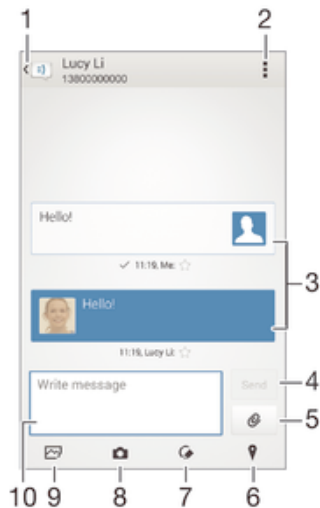 1 2
Lucy Li
13800000000
Hello!
11:19, Me:
3
Hello!
11:19, Lucy Li:
Write message
Send
4
5
10 9 8 7 6